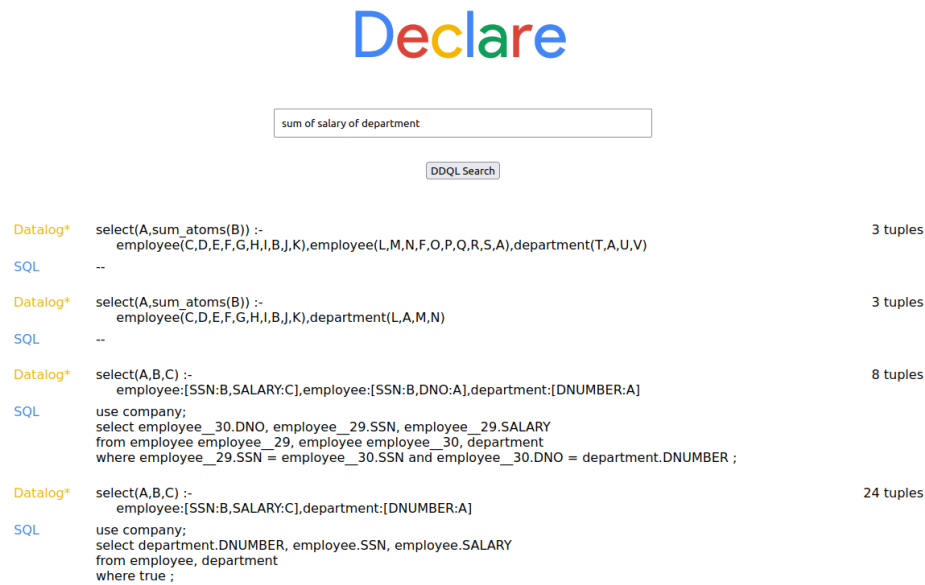 Declare
sum of salary of department
DDQL Search
Datalog* select(A,sum_atoms(B)) :- 3 tuples
employee(C,D,E,F,G,H,I,B,J,K),employee(L,M,N,F,O,P,Q,R,S,A),department(T,A,U,V)
SQL --
Datalog* select(A,sum_atoms(B)) :- 3 tuples
employee(C,D,E,F,G,H,I,B,J,K),department(L,A,M,N)
SQL --
Datalog* select(A,B,C) :- 8 tuples
employee:[SSN:B,SALARY:C],employee:[SSN:B,DNO:A],department:[DNUMBER:A]
SQL use company;
select employee__30.DNO, employee__29.SSN, employee__29.SALARY
from employee employee__29, employee employee__30, department
where employee__29.SSN = employee__30.SSN and employee__30.DNO = department.DNUMBER ;
Datalog* select(A,B,C) :- 24 tuples
employee:[SSN:B,SALARY:C],department:[DNUMBER:A]
SQL use company;
select department.DNUMBER, employee.SSN, employee.SALARY
from employee, department
where true ;